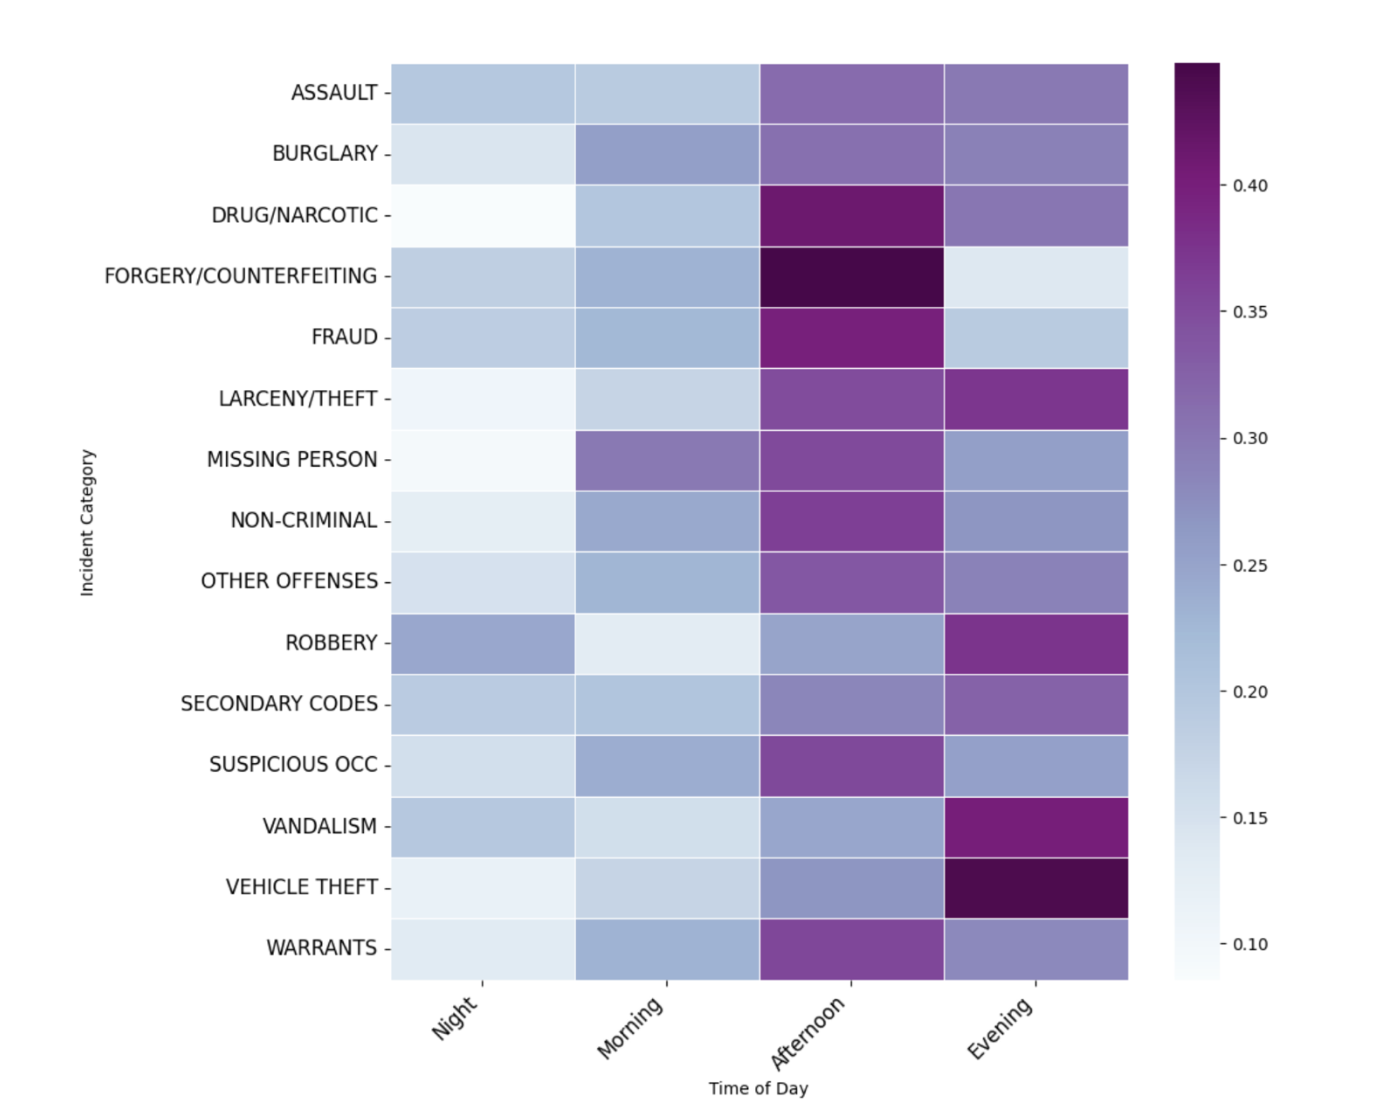 ASSAULT
BURGLARY
DRUG/NARCOTIC
FORGERY/COUNTERFEITING
FRAUD
LARCENY/THEFT
MISSING PERSON
NON-CRIMINAL
OTHER OFFENSES
ROBBERY
SECONDARY CODES
SUSPICIOUS OCC
VANDALISM
VEHICLE THEFT
WARRANTS
Incident Category
Night
Morning
Afternoon
Evening
Time of Day
0.40
0.35
0.30
0.25
0.20
0.15
0.10